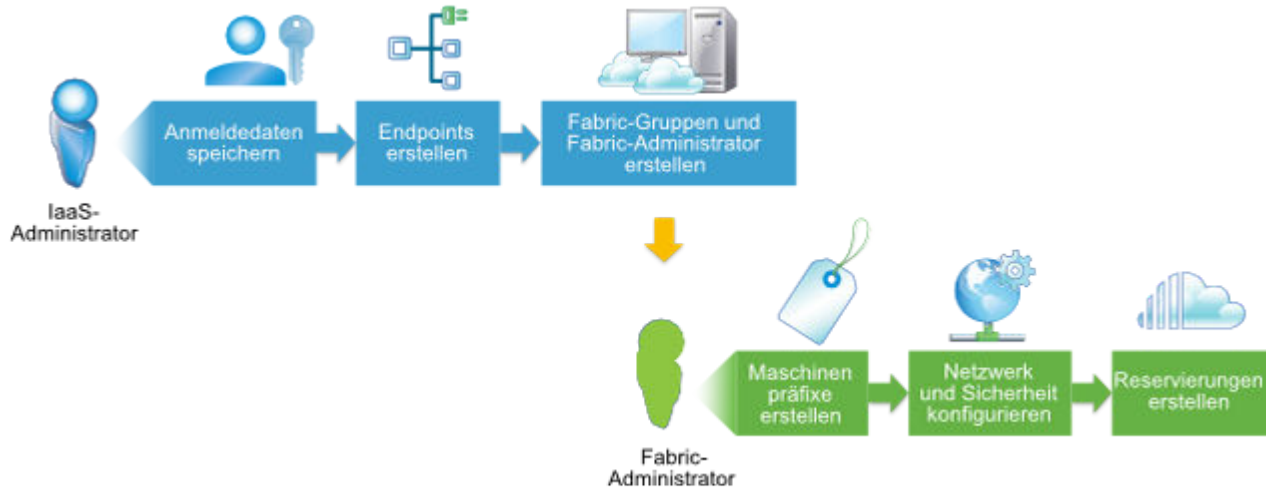 Anmeldedaten
speichern
Endpoints
erstellen
Fabric-Gruppen und
Fabric-Administrator
erstellen
IaaS-
Administrator
Maschinen
präfixe
erstellen
Netzwerk
und Sicherheit
konfigurieren
Reservierungen
erstellen
Fabric-
Administrator